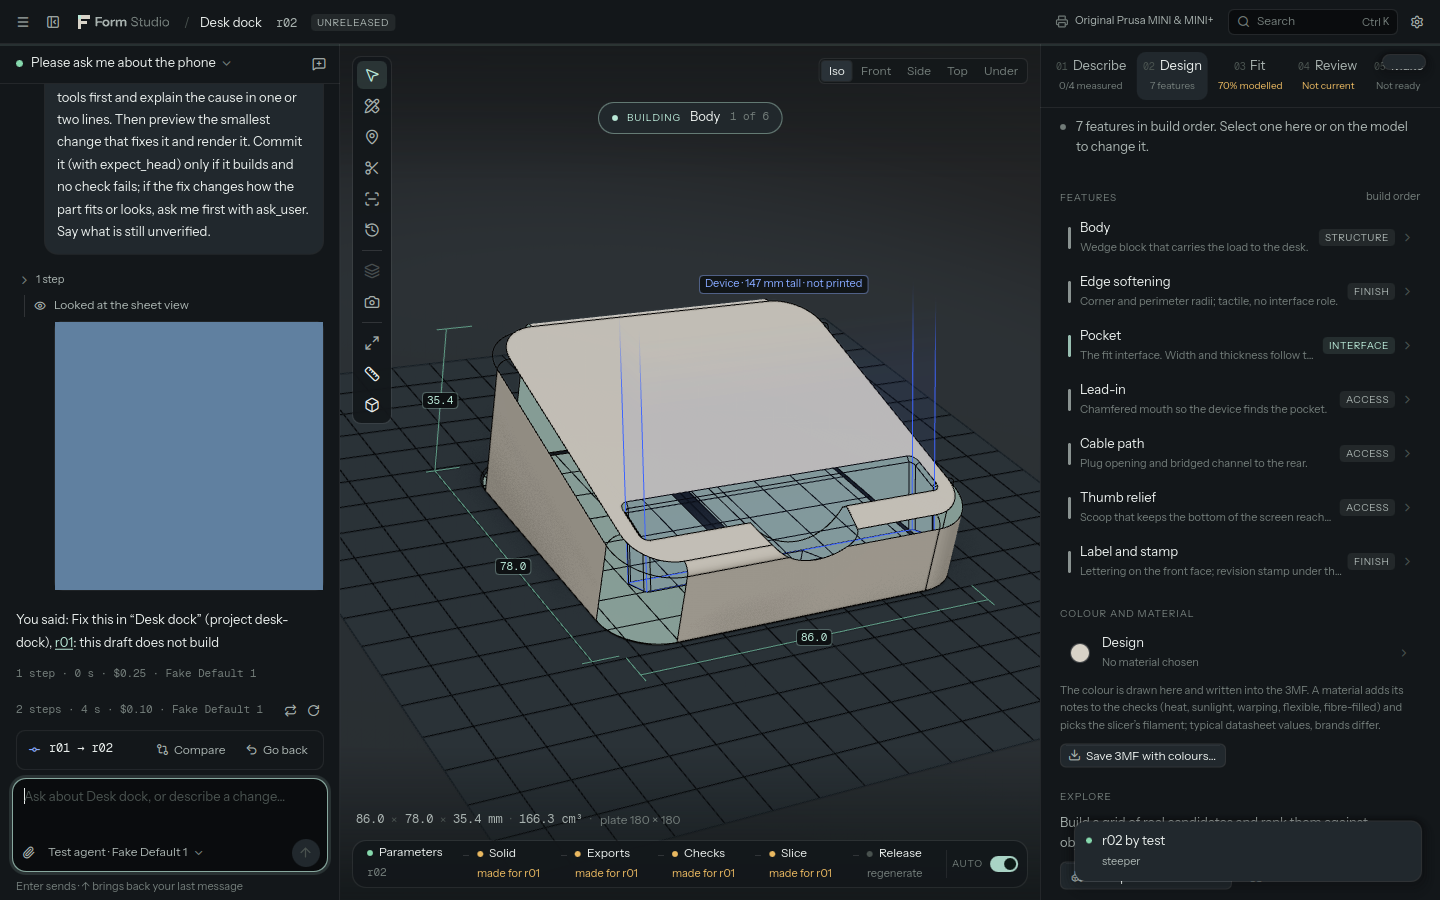 Form Studio / Desk dock r02 UNRELEASED
Original Prusa MINI & MINI+
Search Ctrl K
Please ask me about the phone
tools first and explain the cause in one or
two lines. Then preview the smallest
change that fixes it and render it. Commit
it (with expect_head) only if it builds and
no check fails; if the fix changes how the
part fits or looks, ask me first with ask_user.
Say what is still unverified.
1 step
Looked at the sheet view
You said: Fix this in “Desk dock” (project desk-
dock), r01: this draft does not build
1 step · 0 s · $0.25 · Fake Default 1
2 steps · 4 s · $0.10 · Fake Default 1
r01 → r02 Compare Go back
Ask about Desk dock, or describe a change...
Test agent · Fake Default 1
Enter sends · ↑ brings back your last message
Iso Front Side Top Under
BUILDING Body 1 of 6
Device · 147 mm tall · not printed
35.4
78.0
86.0
86.0 × 78.0 × 35.4 mm · 166.3 cm³ · plate 180 × 180
Parameters
r02
Solid
made for r01
Exports
made for r01
Checks
made for r01
Slice
made for r01
Release
regenerate
AUTO
01 Describe
0/4 measured
02 Design
7 features
03 Fit
70% modelled
04 Review
Not current
05
Not ready
7 features in build order. Select one here or on the model
to change it.
FEATURES build order
Body
Wedge block that carries the load to the desk.
STRUCTURE
Edge softening
Corner and perimeter radii; tactile, no interface role.
FINISH
Pocket
The fit interface. Width and thickness follow t...
INTERFACE
Lead-in
Chamfered mouth so the device finds the pocket.
ACCESS
Cable path
Plug opening and bridged channel to the rear.
ACCESS
Thumb relief
Scoop that keeps the bottom of the screen reach...
ACCESS
Label and stamp
Lettering on the front face; revision stamp under th...
FINISH
COLOUR AND MATERIAL
Design
No material chosen
The colour is drawn here and written into the 3MF. A material adds its
notes to the checks (heat, sunlight, warping, flexible, fibre-filled) and
picks the slicer's filament; typical datasheet values, brands differ.
Save 3MF with colours...
EXPLORE
Build a grid of real candidates and rank them against
r02 by test
steeper